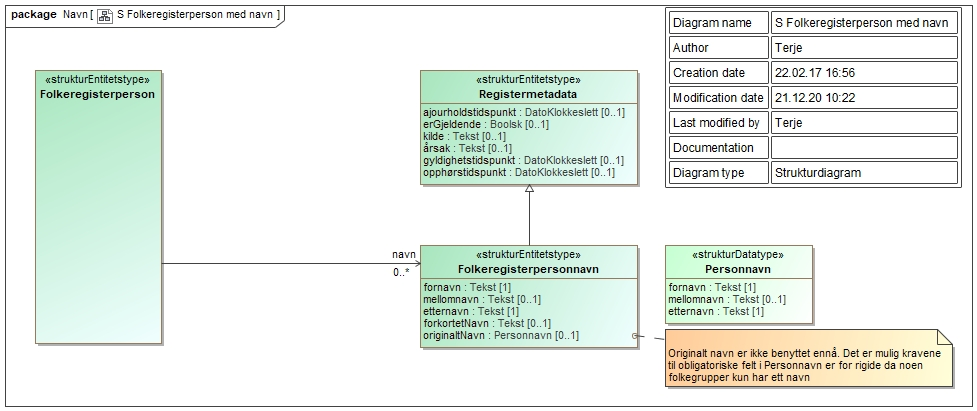 package Navn [ S Folkeregisterperson med navn ]
Diagram name S Folkeregisterperson med navn
Author Terje
Creation date 22.02.17 16:56
Modification date 21.12.20 10:22
Last modified by Terje
Documentation
Diagram type Strukturdiagram
«strukturEntitetstype»
Folkeregisterperson
«strukturEntitetstype»
Registermetadata
ajourholdstidspunkt : DatoKlokkeslett [0..1]
erGjeldende : Boolsk [0..1]
kilde : Tekst [0..1]
årsak : Tekst [0..1]
gyldighetstidspunkt : DatoKlokkeslett [0..1]
opphørstidspunkt : DatoKlokkeslett [0..1]
navn
0..*
«strukturEntitetstype»
Folkeregisterpersonnavn
fornavn : Tekst [1]
mellomnavn : Tekst [0..1]
etternavn : Tekst [1]
forkortetNavn : Tekst [0..1]
originaltNavn : Personnavn [0..1]
«strukturDatatype»
Personnavn
fornavn : Tekst [1]
mellomnavn : Tekst [0..1]
etternavn : Tekst [1]
Originalt navn er ikke benyttet ennå. Det er mulig kravene
til obligatoriske felt i Personnavn er for rigide da noen
folkegrupper kun har ett navn